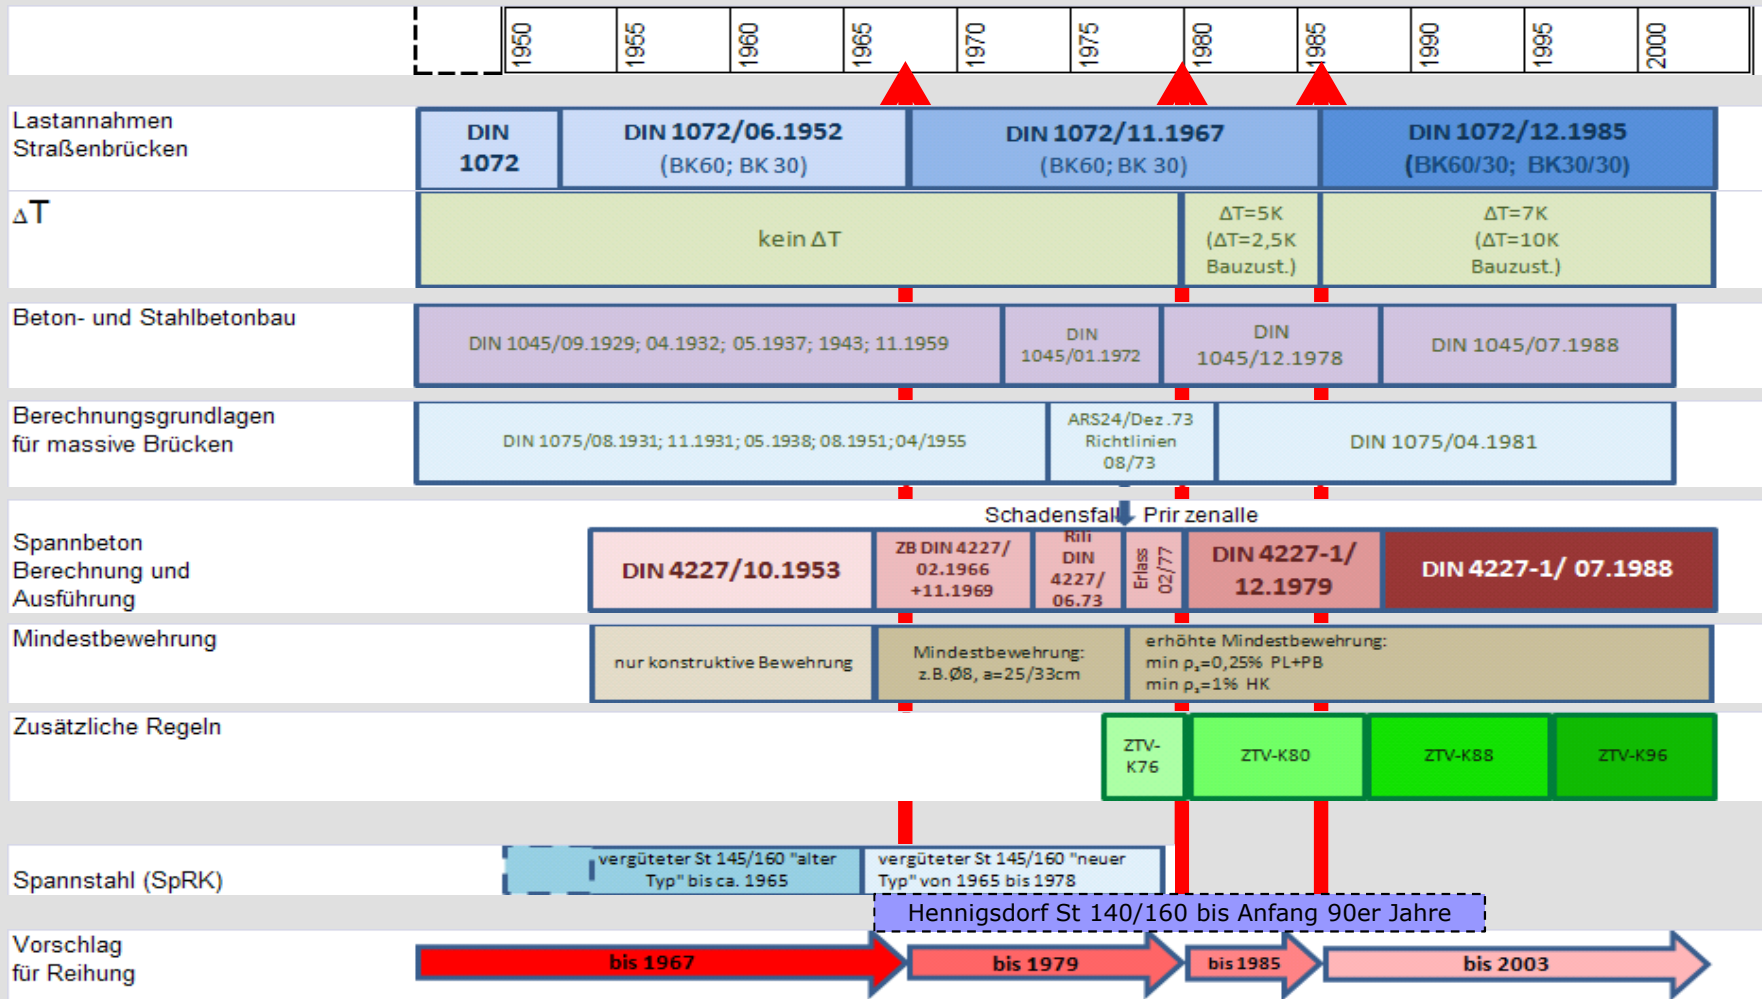 1950 1955 1960 1965 1970 1975 1980 1985 1990 1995 2000
Lastannahmen
Straßenbrücken
DIN
1072
DIN 1072/06.1952
(BK60; BK 30)
DIN 1072/11.1967
(BK60; BK 30)
DIN 1072/12.1985
(BK60/30; BK30/30)
ΔT
kein ΔT
ΔT=5K
(ΔT=2,5K
Bauzust.)
ΔT=7K
(ΔT=10K
Bauzust.)
Beton- und Stahlbetonbau
DIN 1045/09.1929; 04.1932; 05.1937; 1943; 11.1959
DIN
1045/01.1972
DIN
1045/12.1978
DIN 1045/07.1988
Berechnungsgrundlagen
für massive Brücken
DIN 1075/08.1931; 11.1931; 05.1938; 08.1951;04/1955
ARS24/Dez.73
Richtlinien
08/73
DIN 1075/04.1981
Schadensfall Prir zenalle
Spannbeton
Berechnung und
Ausführung
DIN 4227/10.1953
ZB DIN 4227/
02.1966
+11.1969
Rili
DIN
4227/
06.73
Erlass
02/77
DIN 4227-1/
12.1979
DIN 4227-1/ 07.1988
Mindestbewehrung
nur konstruktive Bewehrung
Mindestbewehrung:
z.B.Ø8, a=25/33cm
erhöhte Mindestbewehrung:
min ρₛ=0,25% PL+PB
min ρₛ=1% HK
Zusätzliche Regeln
ZTV-
K76
ZTV-K80
ZTV-K88
ZTV-K96
Spannstahl (SpRK)
vergüteter St 145/160 "alter
Typ" bis ca. 1965
vergüteter St 145/160 "neuer
Typ" von 1965 bis 1978
Hennigsdorf St 140/160 bis Anfang 90er Jahre
Vorschlag
für Reihung
bis 1967
bis 1979
bis 1985
bis 2003